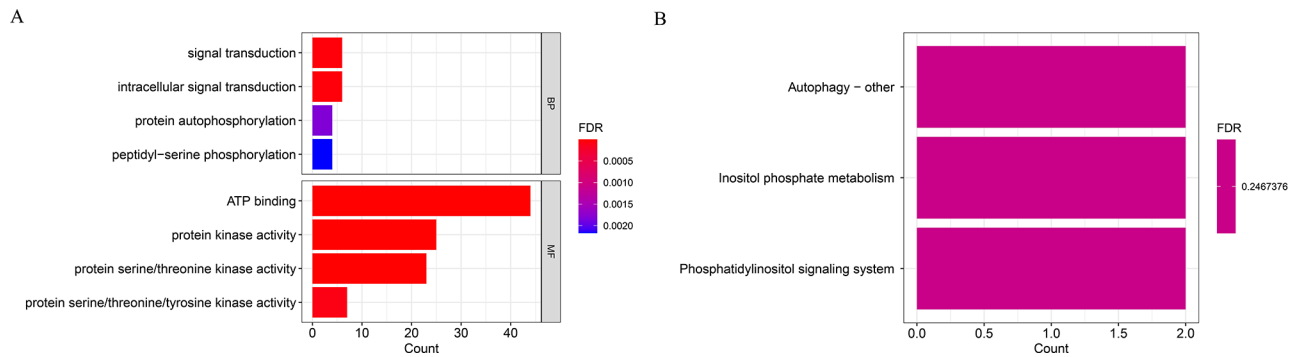 A
signal transduction
intracellular signal transduction
protein autophosphorylation
peptidyl−serine phosphorylation
BP
ATP binding
protein kinase activity
protein serine/threonine kinase activity
protein serine/threonine/tyrosine kinase activity
MF
0 10 20 30 40
Count
FDR
0.0005
0.0010
0.0015
0.0020
B
Autophagy − other
Inositol phosphate metabolism
Phosphatidylinositol signaling system
0.0 0.5 1.0 1.5 2.0
Count
FDR
0.2467376